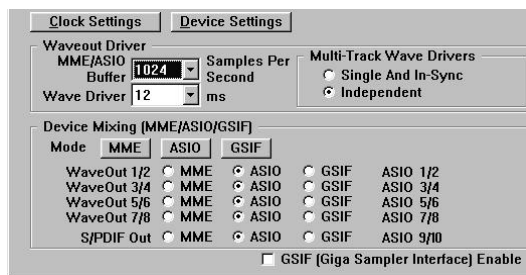 Clock Settings Device Settings
Waveout Driver
MME/ASIO Buffer 1024 Samples Per Second
Wave Driver 12 ms
Multi-Track Wave Drivers
Single And In-Sync
Independent
Device Mixing (MME/ASIO/GSIF)
Mode MME ASIO GSIF
WaveOut 1/2 MME ASIO GSIF ASIO 1/2
WaveOut 3/4 MME ASIO GSIF ASIO 3/4
WaveOut 5/6 MME ASIO GSIF ASIO 5/6
WaveOut 7/8 MME ASIO GSIF ASIO 7/8
S/PDIF Out MME ASIO GSIF ASIO 9/10
GSIF (Giga Sampler Interface) Enable